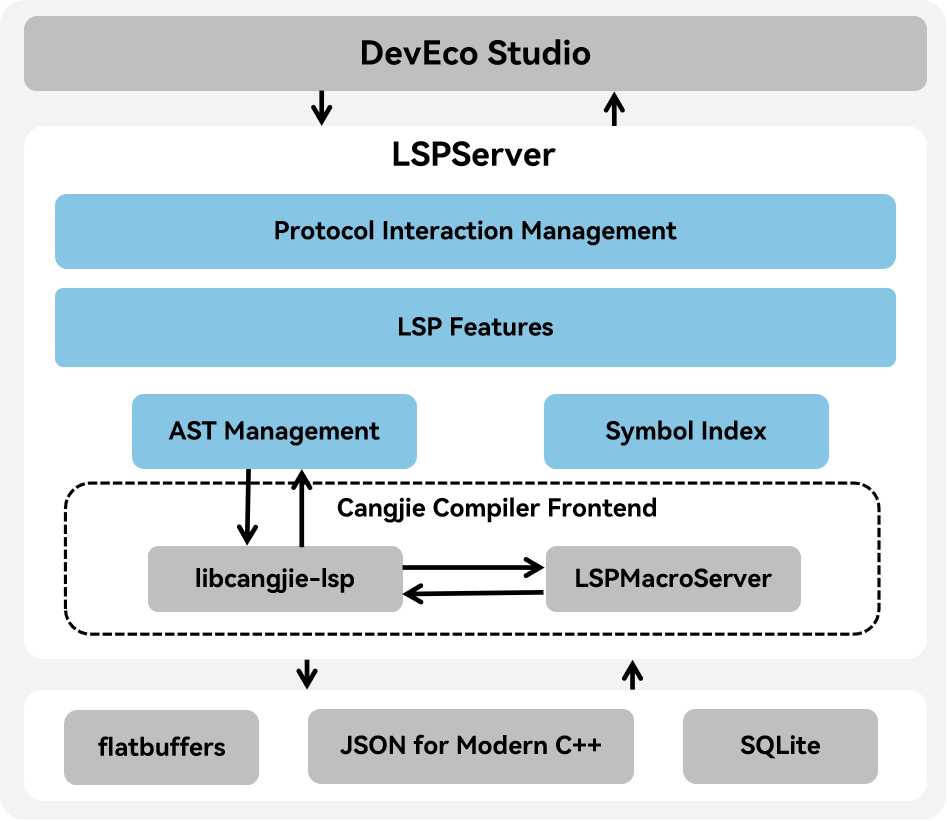 DevEco Studio
LSPServer
Protocol Interaction Management
LSP Features
AST Management
Symbol Index
Cangjie Compiler Frontend
libcangjie-lsp
LSPMacroServer
flatbuffers
JSON for Modern C++
SQLite